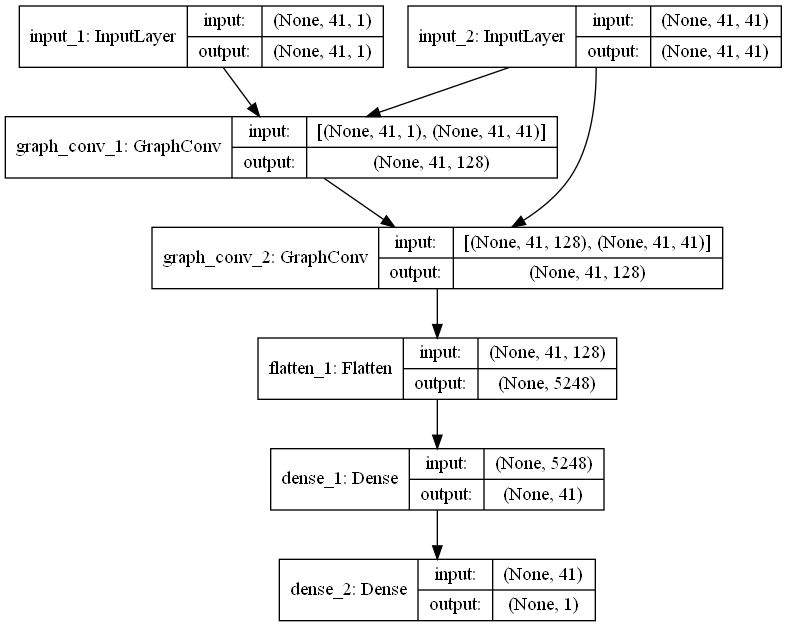 input_1: InputLayer
input:
(None, 41, 1)
output:
(None, 41, 1)
input_2: InputLayer
input:
(None, 41, 41)
output:
(None, 41, 41)
graph_conv_1: GraphConv
input:
[(None, 41, 1), (None, 41, 41)]
output:
(None, 41, 128)
graph_conv_2: GraphConv
input:
[(None, 41, 128), (None, 41, 41)]
output:
(None, 41, 128)
flatten_1: Flatten
input:
(None, 41, 128)
output:
(None, 5248)
dense_1: Dense
input:
(None, 5248)
output:
(None, 41)
dense_2: Dense
input:
(None, 41)
output:
(None, 1)